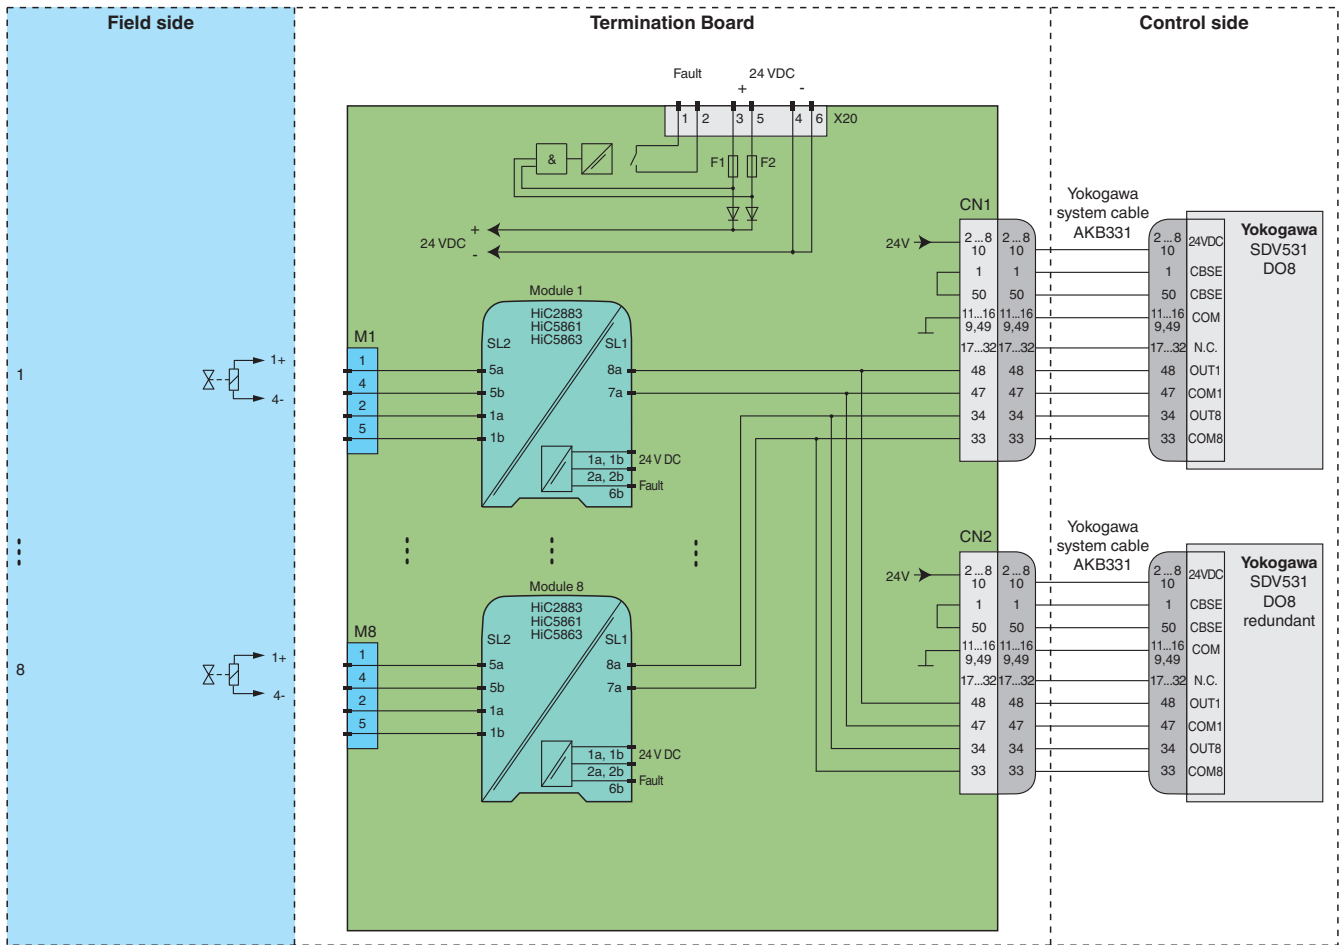 Field side
Termination Board
Control side
Fault
24 VDC
+
-
1
2
3
5
4
6
X20
&
F1
F2
+
24 VDC
-
Module 1
HiC2883
HiC5861
HiC5863
SL2
SL1
5a
5b
1a
1b
8a
7a
1a, 1b
2a, 2b
6b
24 V DC
Fault
M1
1
4
2
5
1
1+
4-
Module 8
HiC2883
HiC5861
HiC5863
SL2
SL1
5a
5b
1a
1b
8a
7a
1a, 1b
2a, 2b
6b
24 V DC
Fault
M8
1
4
2
5
8
1+
4-
CN1
24V
Yokogawa
system cable
AKB331
Yokogawa
SDV531
DO8
2...8 2...8 2...8
10 10 10
24VDC
1 1 1 CBSE
50 50 50 CBSE
11...16 11...16 11...16
9,49 9,49 9,49
COM
17...32 17...32 17...32 N.C.
48 48 48 OUT1
47 47 47 COM1
34 34 34 OUT8
33 33 33 COM8
CN2
24V
Yokogawa
system cable
AKB331
Yokogawa
SDV531
DO8
redundant
2...8 2...8 2...8
10 10 10
24VDC
1 1 1 CBSE
50 50 50 CBSE
11...16 11...16 11...16
9,49 9,49 9,49
COM
17...32 17...32 17...32 N.C.
48 48 48 OUT1
47 47 47 COM1
34 34 34 OUT8
33 33 33 COM8